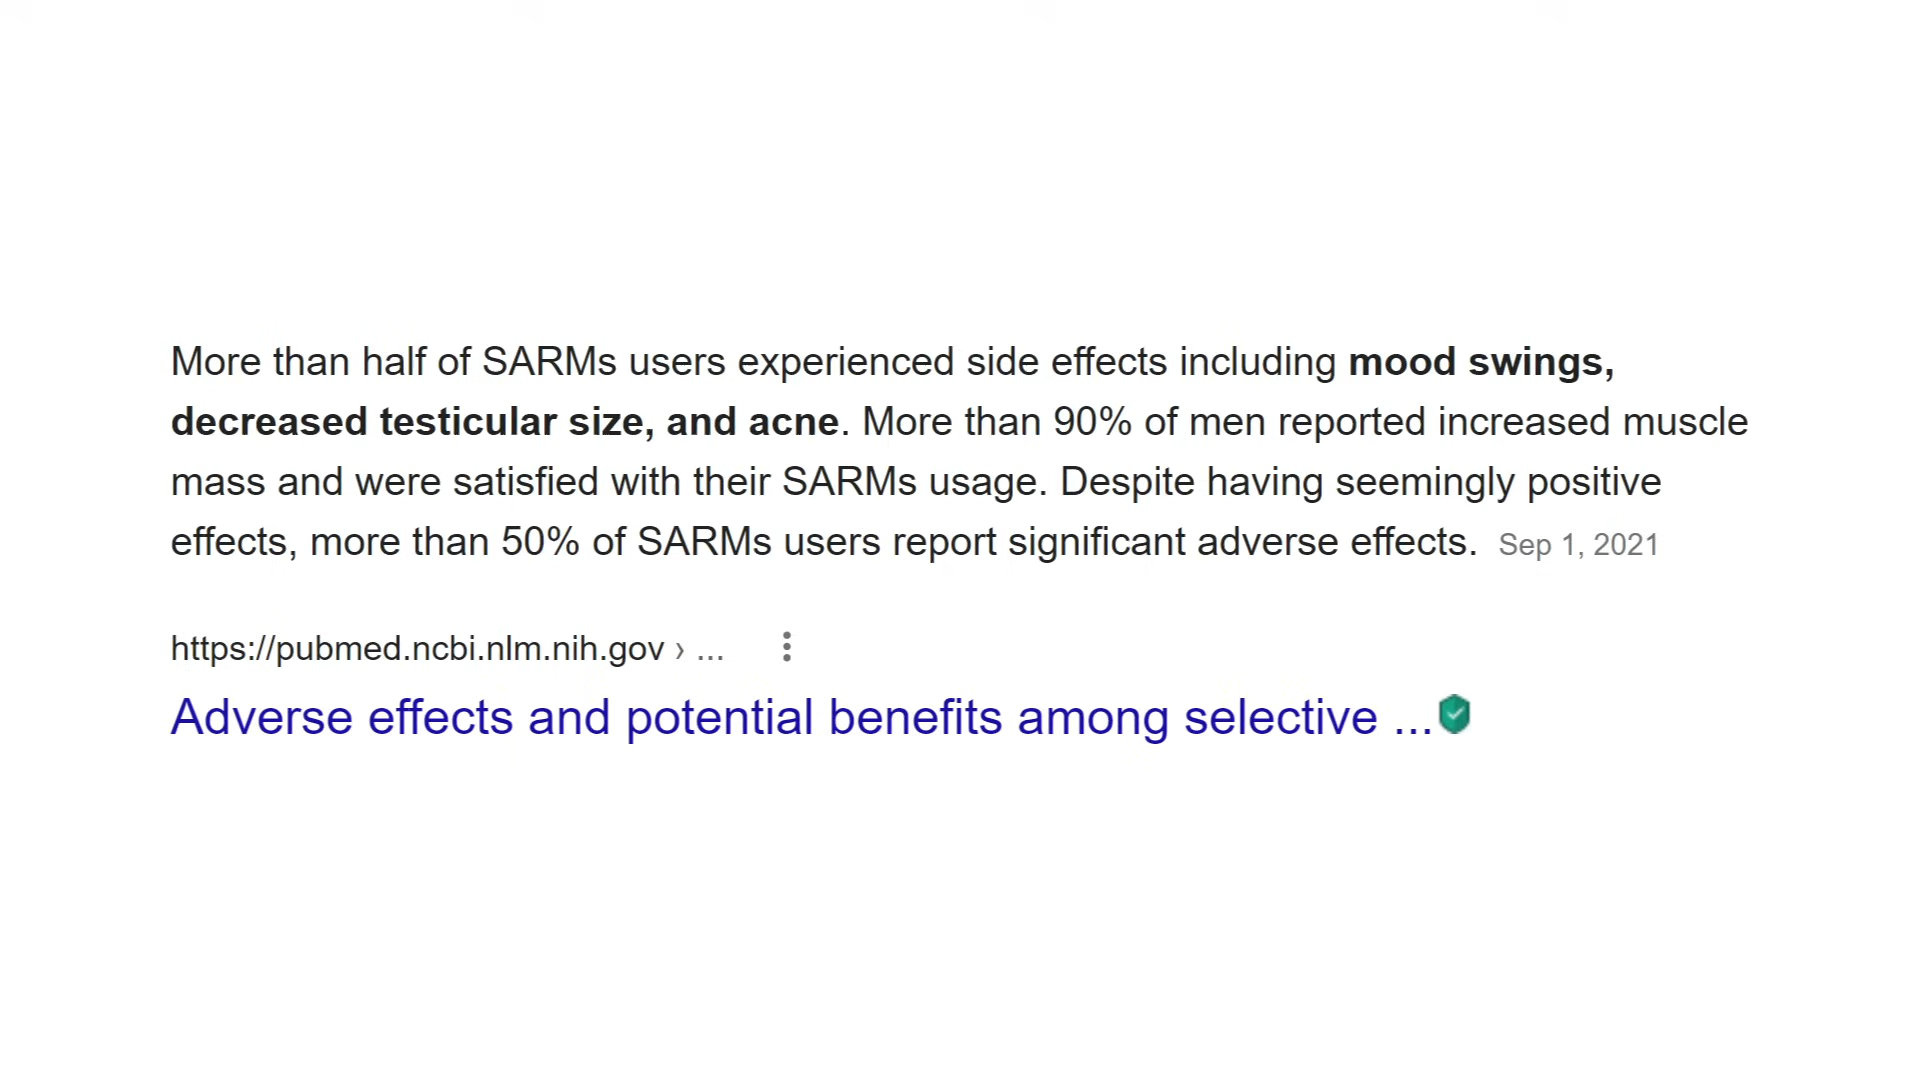 More than half of SARMs users experienced side effects including mood swings,
decreased testicular size, and acne. More than 90% of men reported increased muscle
mass and were satisfied with their SARMs usage. Despite having seemingly positive
effects, more than 50% of SARMs users report significant adverse effects. Sep 1, 2021
https://pubmed.ncbi.nlm.nih.gov › ...
Adverse effects and potential benefits among selective ...